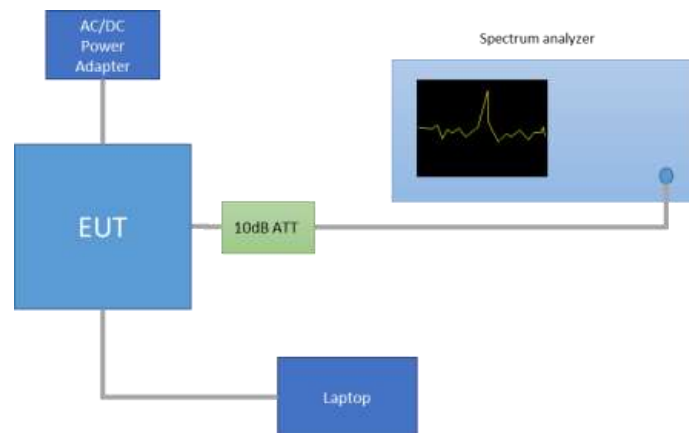 AC/DC
Power
Adapter
Spectrum analyzer
EUT
10dB ATT
Laptop